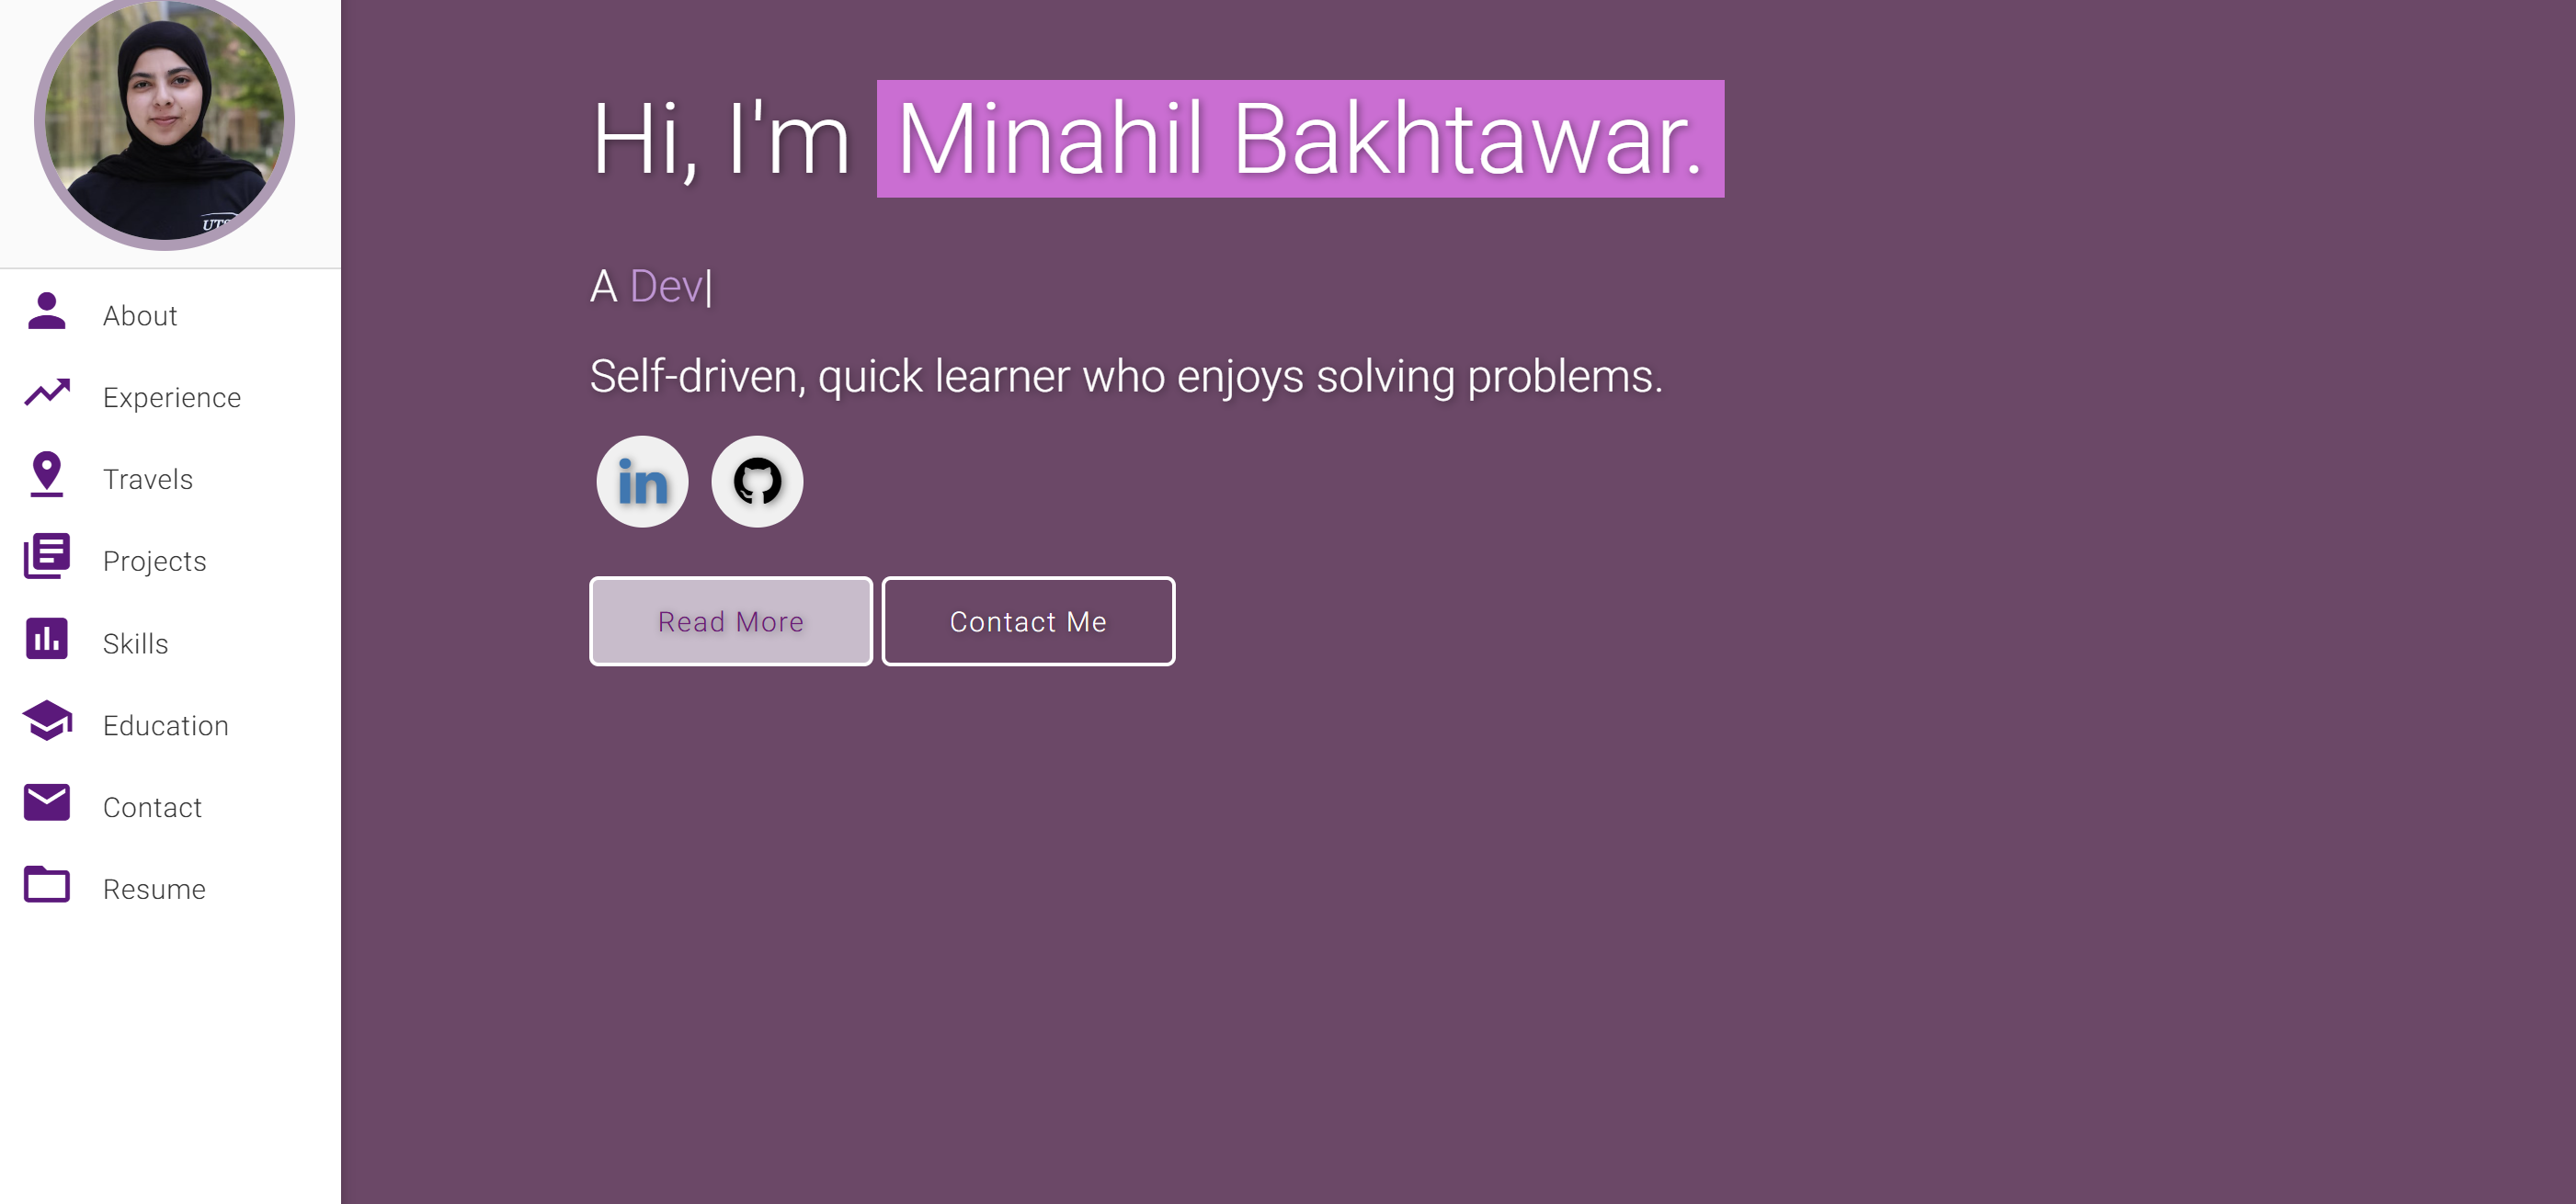 UTS
About
Experience
Travels
Projects
Skills
Education
Contact
Resume
Hi, I'm Minahil Bakhtawar.
A Dev|
Self-driven, quick learner who enjoys solving problems.
in
Read More
Contact Me